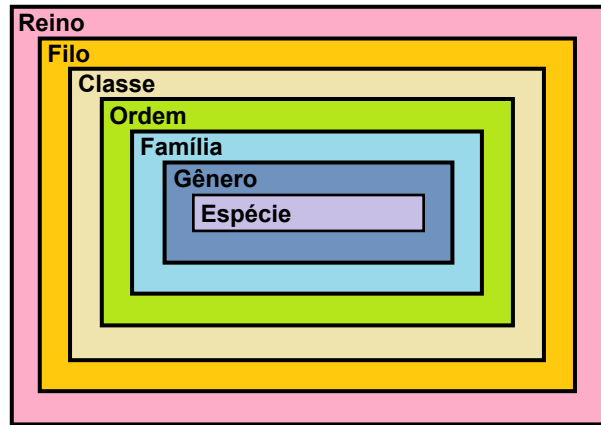 Reino
Filo
Classe
Ordem
Família
Gênero
Espécie